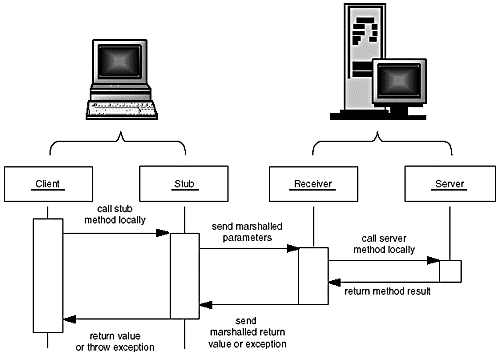 Client
Stub
Receiver
Server
call stub
method locally
send marshalled
parameters
call server
method locally
return method result
send
marshalled return
value or exception
return value
or throw exception